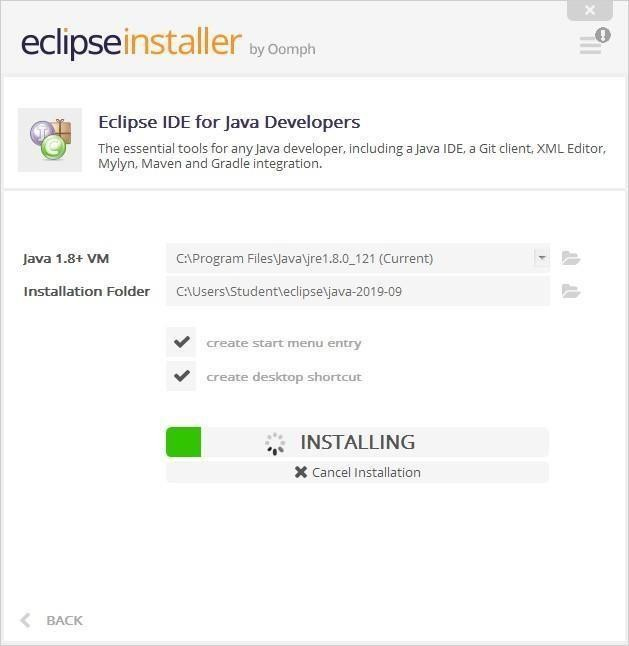 eclipseinstaller by Oomph
Eclipse IDE for Java Developers
The essential tools for any Java developer, including a Java IDE, a Git client, XML Editor,
Mylyn, Maven and Gradle integration.
Java 1.8+ VM C:\Program Files\Java\jre1.8.0_121 (Current)
Installation Folder C:\Users\Student\eclipse\java-2019-09
create start menu entry
create desktop shortcut
INSTALLING
Cancel Installation
BACK